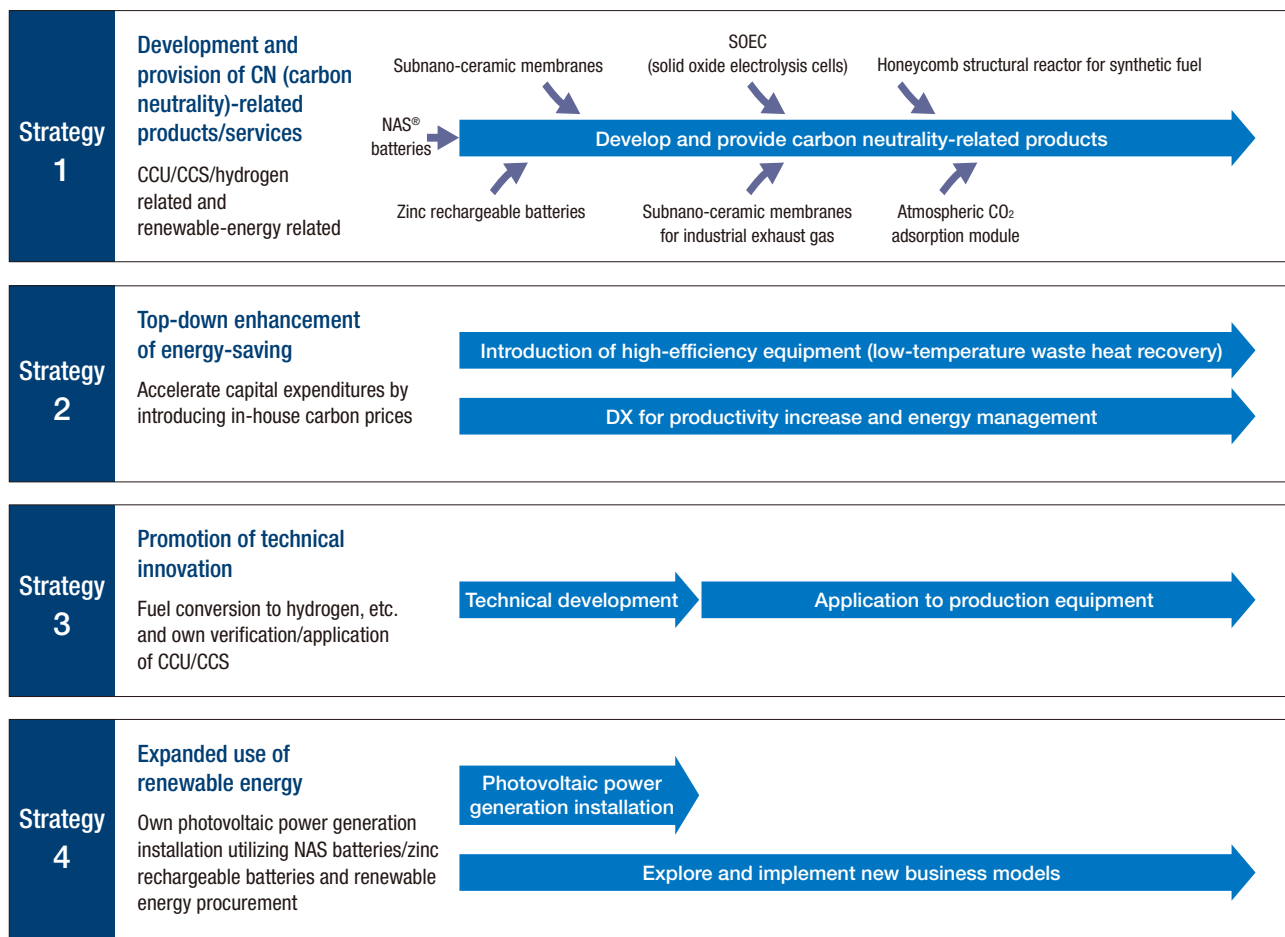 Strategy
1
Development and
provision of CN (carbon
neutrality)-related
products/services
CCU/CCS/hydrogen
related and
renewable-energy related
Subnano-ceramic membranes
SOEC
(solid oxide electrolysis cells)
Honeycomb structural reactor for synthetic fuel
NAS®
batteries
Develop and provide carbon neutrality-related products
Zinc rechargeable batteries
Subnano-ceramic membranes
for industrial exhaust gas
Atmospheric CO₂
adsorption module
Strategy
2
Top-down enhancement
of energy-saving
Accelerate capital expenditures by
introducing in-house carbon prices
Introduction of high-efficiency equipment (low-temperature waste heat recovery)
DX for productivity increase and energy management
Strategy
3
Promotion of technical
innovation
Fuel conversion to hydrogen, etc.
and own verification/application
of CCU/CCS
Technical development
Application to production equipment
Strategy
4
Expanded use of
renewable energy
Own photovoltaic power generation
installation utilizing NAS batteries/zinc
rechargeable batteries and renewable
energy procurement
Photovoltaic power
generation installation
Explore and implement new business models